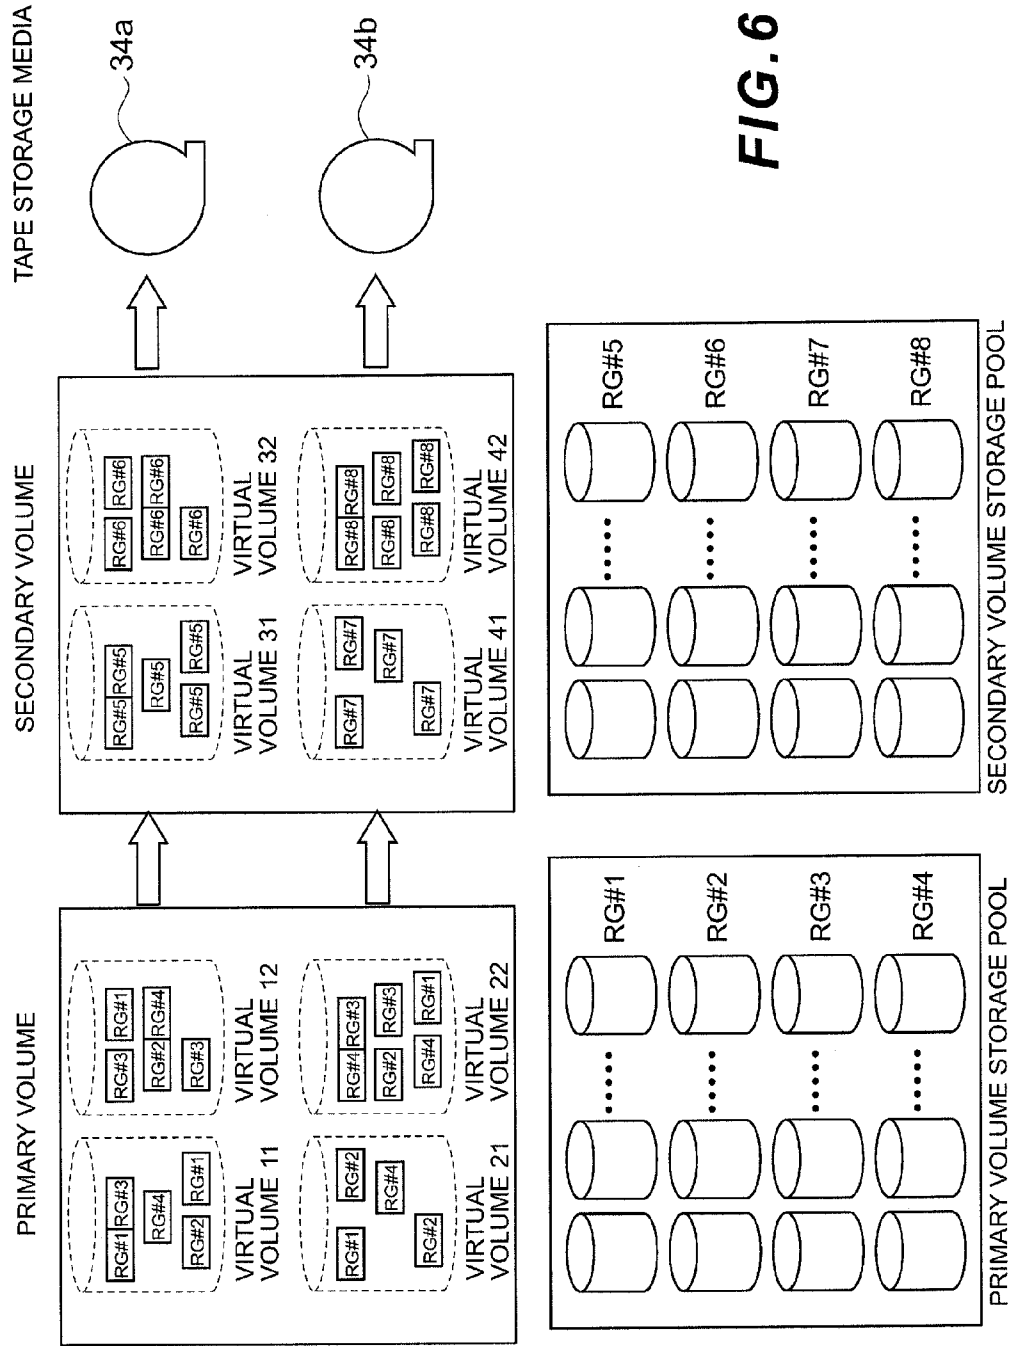 PRIMARY VOLUME
SECONDARY VOLUME
TAPE STORAGE MEDIA
RG#1 RG#3
RG#4
RG#2 RG#1
VIRTUAL
VOLUME 11
RG#3 RG#1
RG#2 RG#4
RG#3
VIRTUAL
VOLUME 12
RG#5 RG#5
RG#5
RG#5 RG#5
VIRTUAL
VOLUME 31
RG#6 RG#6
RG#6 RG#6
RG#6
VIRTUAL
VOLUME 32
34a
RG#1 RG#2
RG#4
RG#2
VIRTUAL
VOLUME 21
RG#4 RG#3
RG#2 RG#3
RG#4 RG#1
VIRTUAL
VOLUME 22
RG#7 RG#7
RG#7
RG#7
VIRTUAL
VOLUME 41
RG#8 RG#8
RG#8 RG#8
RG#8 RG#8
VIRTUAL
VOLUME 42
34b
RG#1
RG#2
RG#3
RG#4
PRIMARY VOLUME STORAGE POOL
RG#5
RG#6
RG#7
RG#8
SECONDARY VOLUME STORAGE POOL
FIG.6